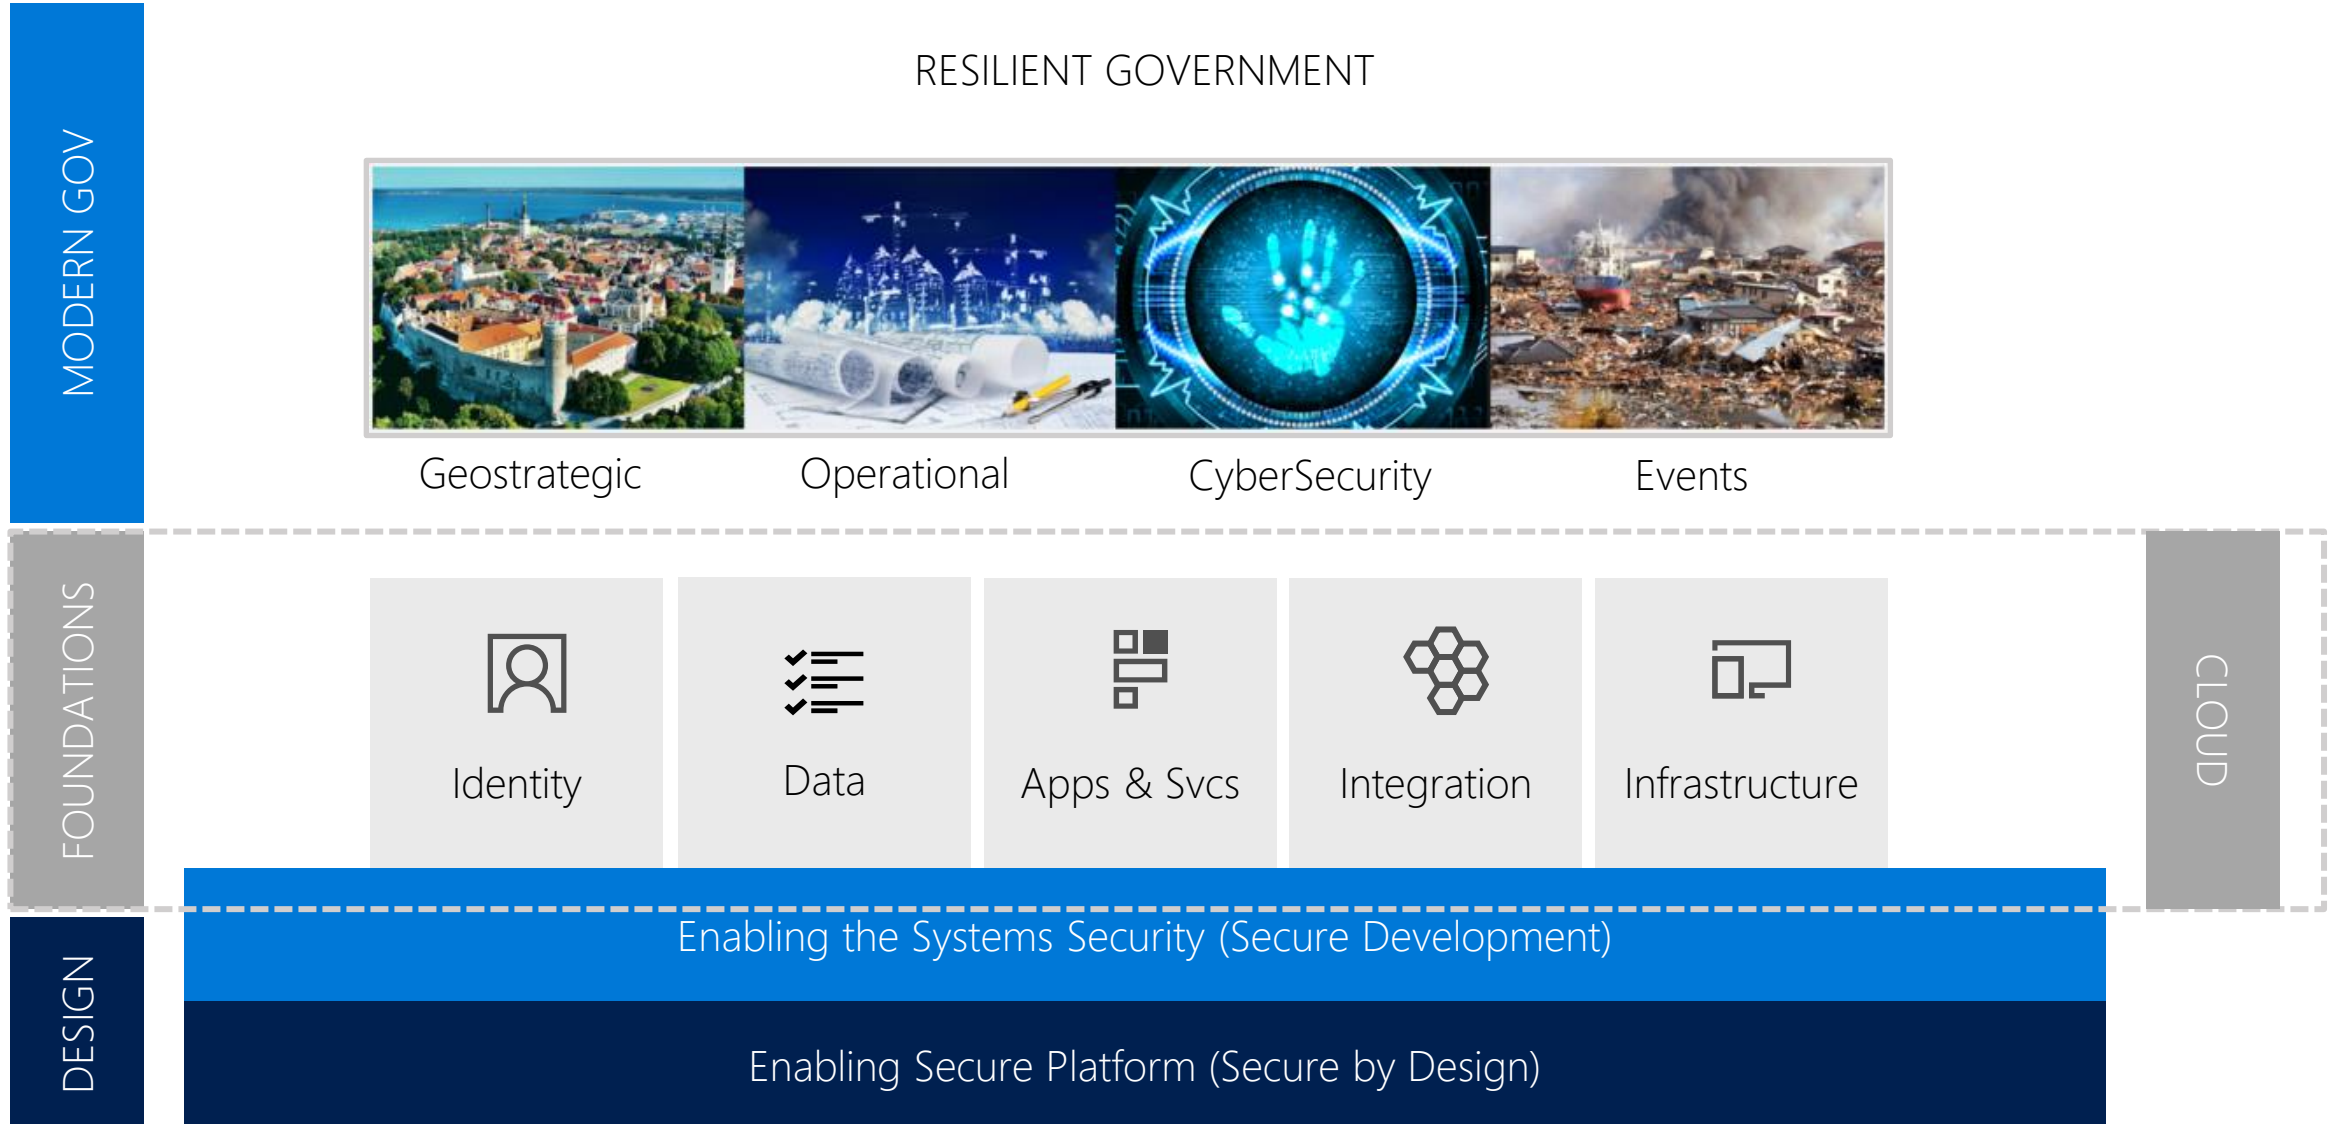 RESILIENT GOVERNMENT
MODERN GOV
Geostrategic
Operational
CyberSecurity
Events
FOUNDATIONS
Identity
Data
Apps & Svcs
Integration
Infrastructure
CLOUD
DESIGN
Enabling the Systems Security (Secure Development)
Enabling Secure Platform (Secure by Design)